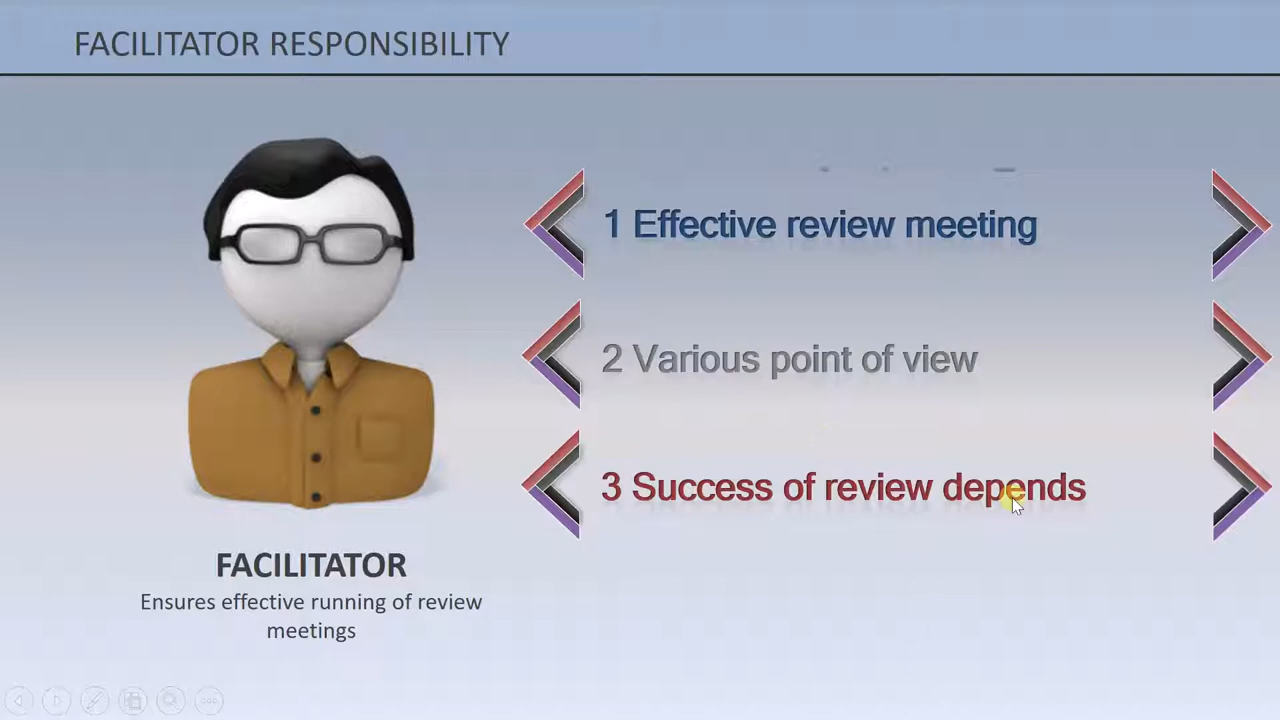 FACILITATOR RESPONSIBILITY
1 Effective review meeting
2 Various point of view
3 Success of review depends
FACILITATOR
Ensures effective running of review
meetings